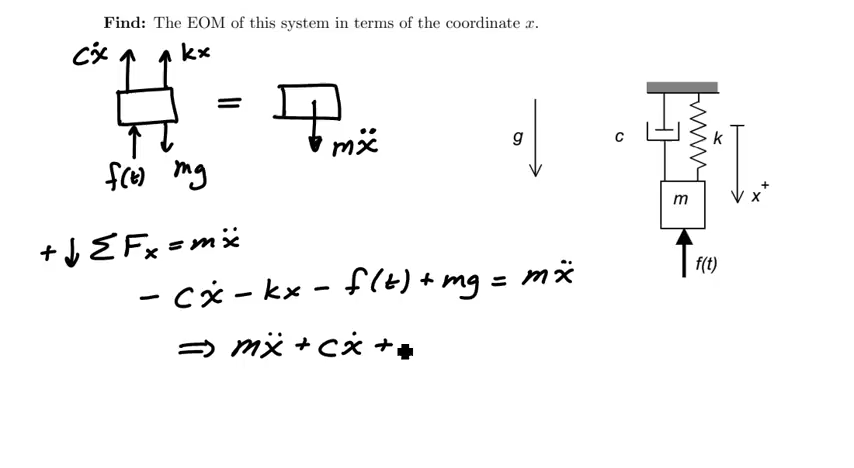 Find: The EOM of this system in terms of the coordinate x.
cẋ kx
=
mẍ
f(t) mg
g
c
k
x +
m
f(t)
+↓ ΣFₓ = mẍ
- cẋ - kx - f(t) + mg = mẍ
⇒ mẍ + cẋ +